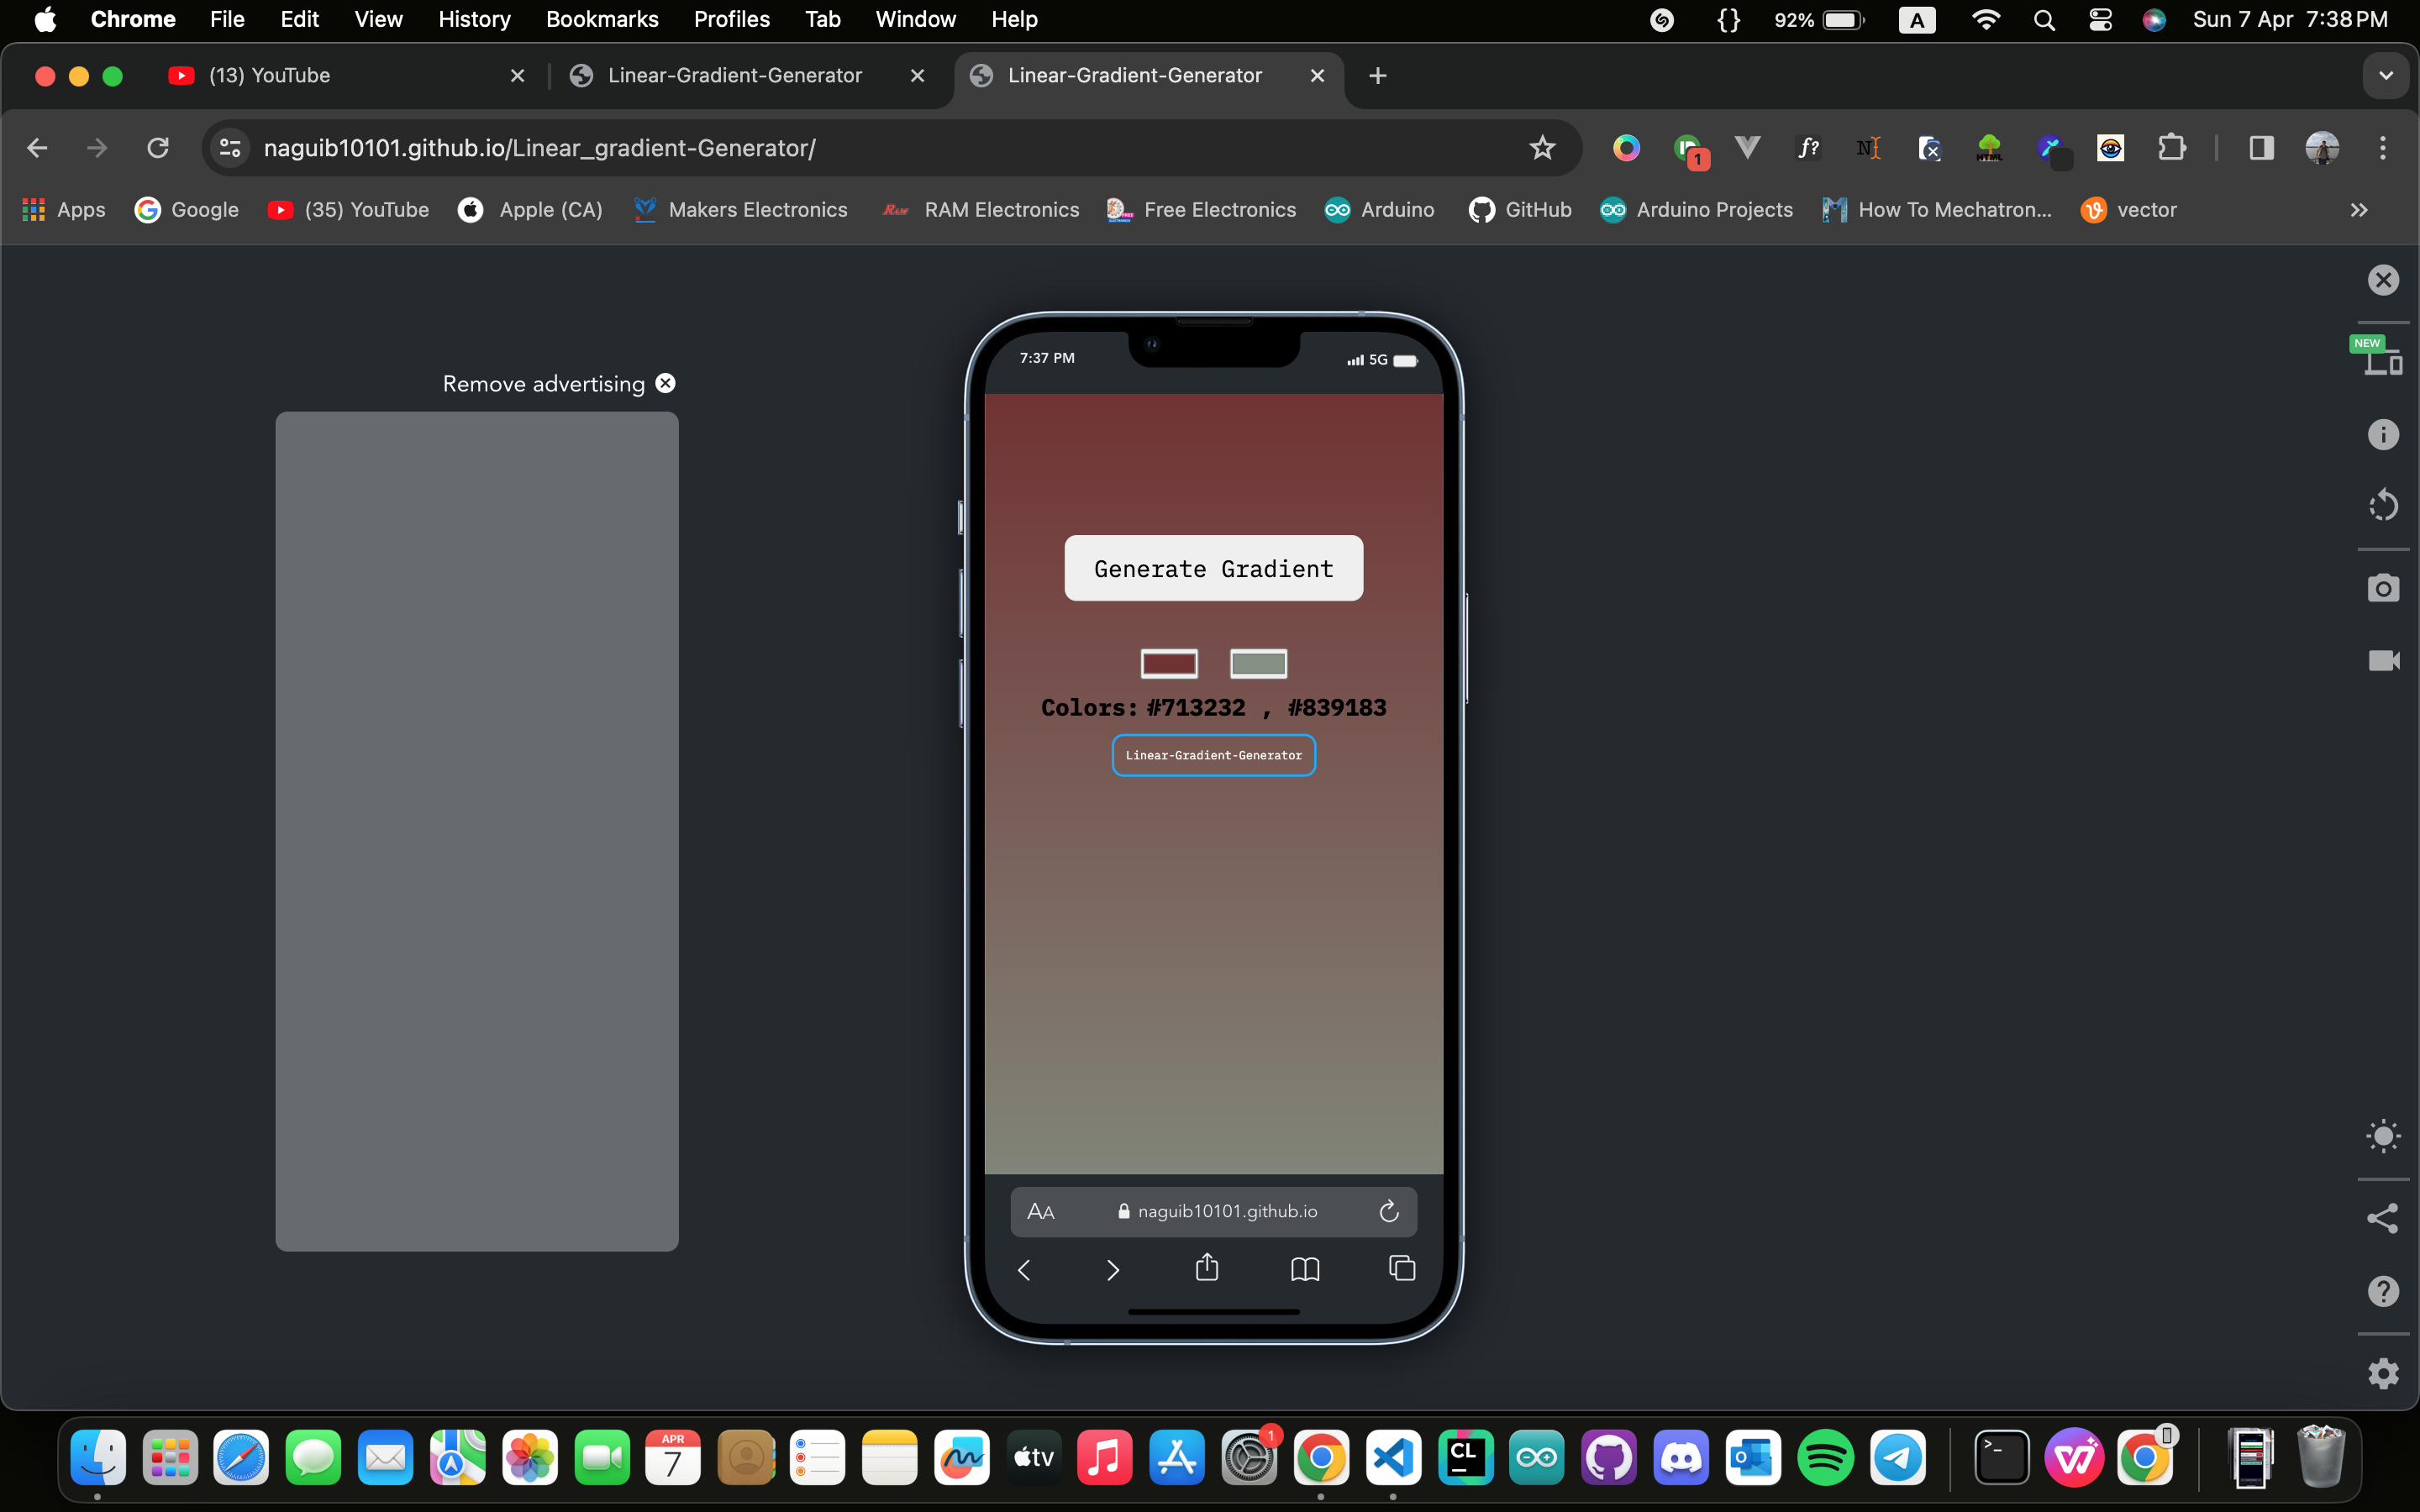 Chrome File Edit View History Bookmarks Profiles Tab Window Help {} 92% A Sun 7 Apr 7:38 PM
(13) YouTube Linear-Gradient-Generator Linear-Gradient-Generator
naguib10101.github.io/Linear_gradient-Generator/ 1 f? N HTML
Apps Google (35) YouTube Apple (CA) Makers Electronics RAM RAM Electronics Free Electronics Arduino GitHub Arduino Projects How To Mechatron... vector
NEW
7:37 PM 5G
Remove advertising
Generate Gradient
Colors: #713232 , #839183
Linear-Gradient-Generator
AA naguib10101.github.io
APR
7
tv
1
CL
>_